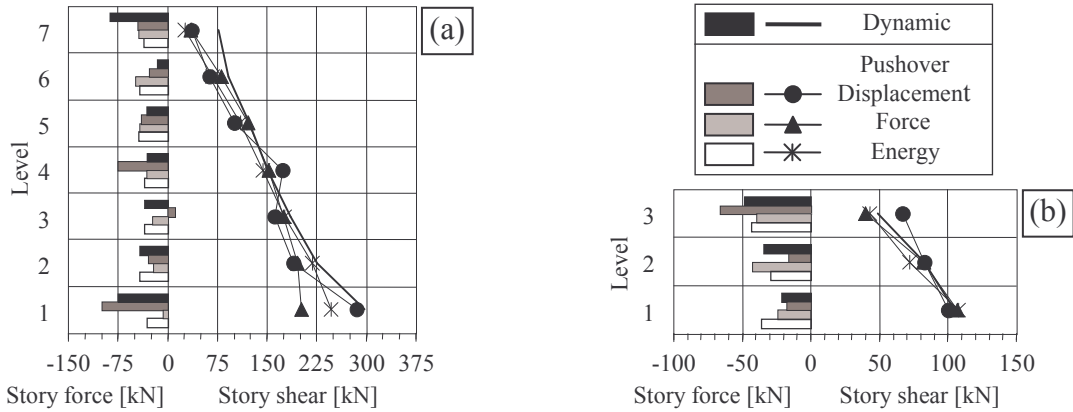 (a)
Level
7
6
5
4
3
2
1
-150 -75 0 75 150 225 300 375
Story force [kN] Story shear [kN]
Dynamic
Pushover
Displacement
Force
Energy
(b)
Level
3
2
1
-100 -50 0 50 100 150
Story force [kN] Story shear [kN]